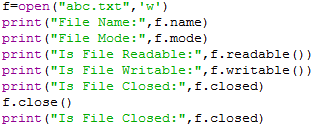 f=open("abc.txt",'w')
print("File Name:",f.name)
print("File Mode:",f.mode)
print("Is File Readable:",f.readable())
print("Is File Writable:",f.writable())
print("Is File Closed:",f.closed)
f.close()
print("Is File Closed:",f.closed)